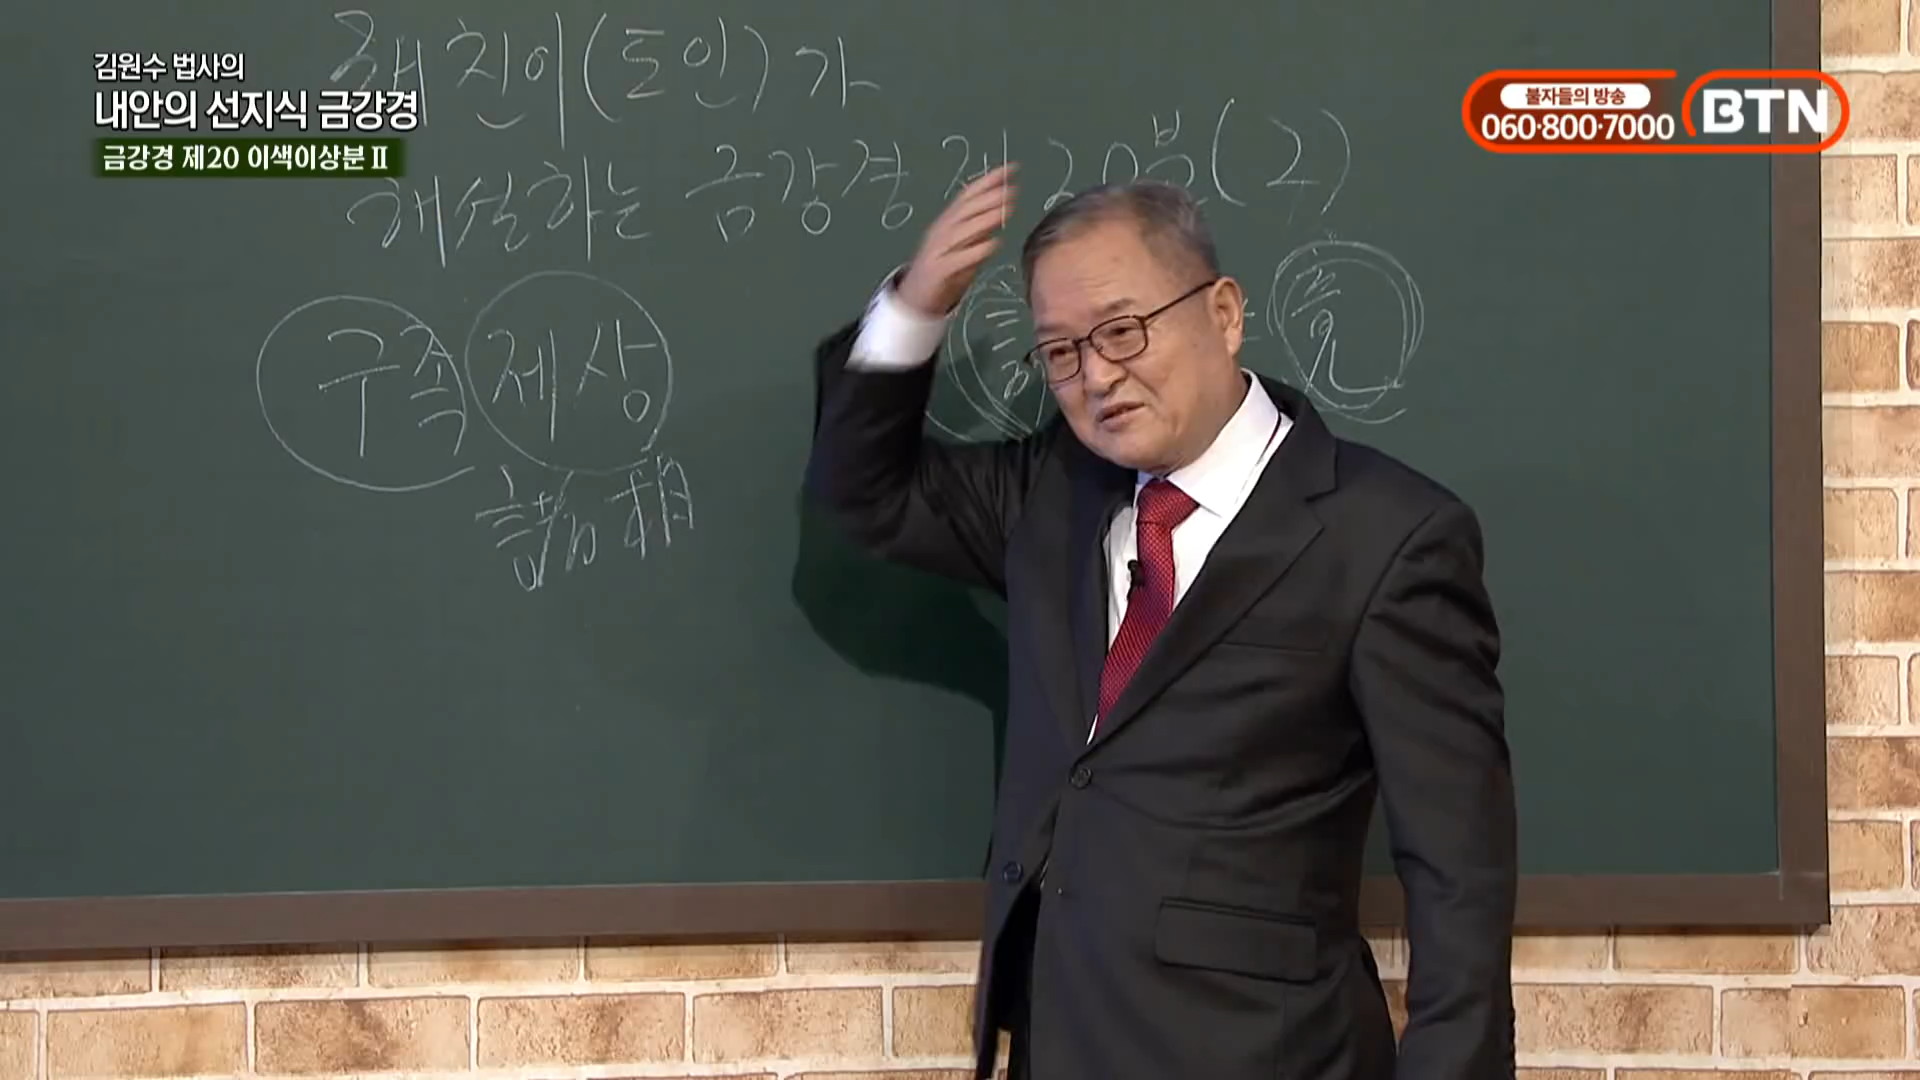 김원수 법사의
내안의 선지식 금강경
금강경 제20 이색이상분 II
불자들의 방송
060·800·7000
BTN
해친이(도인)가
해설하는 금강경 제20분(2)
구족 제상
諸相